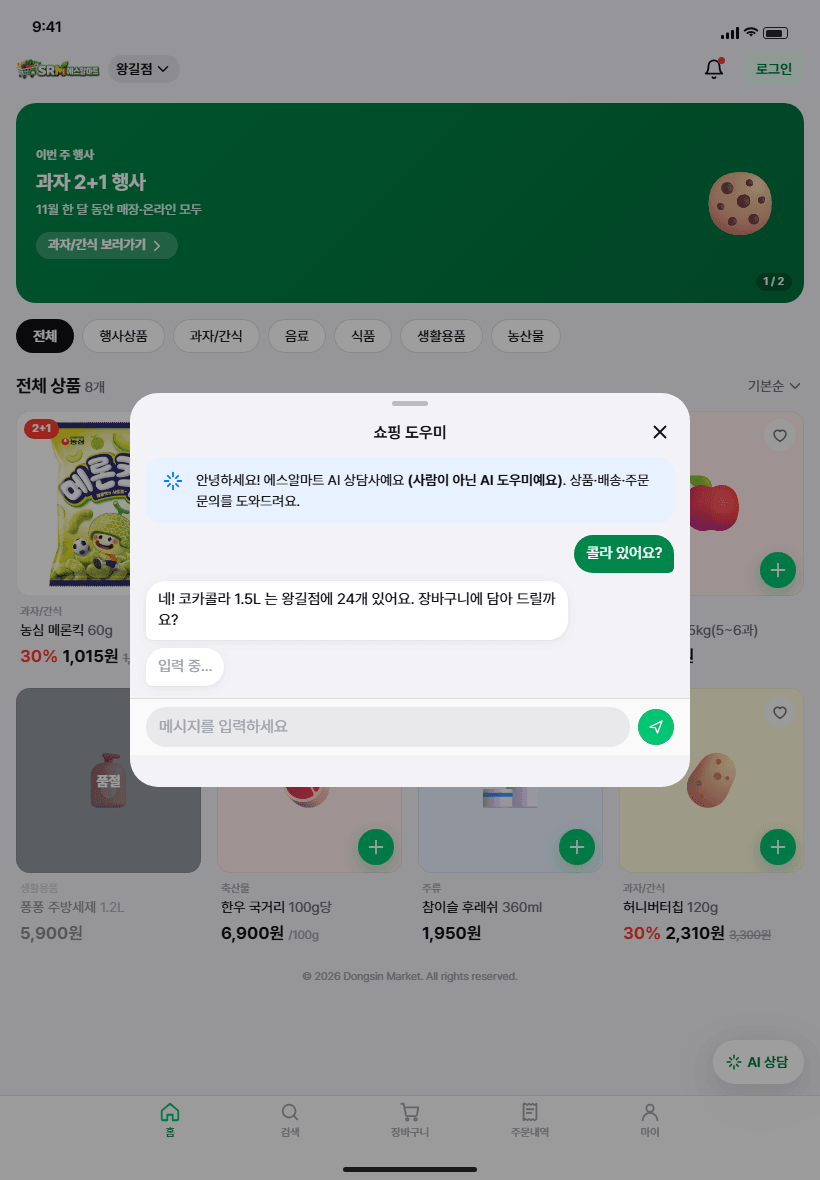 9:41
SRM 에스알마트
왕길점
로그인
이번 주 행사
과자 2+1 행사
11월 한 달 동안 매장·온라인 모두
과자/간식 보러가기
1 / 2
전체
행사상품
과자/간식
음료
식품
생활용품
농산물
전체 상품 8개
기본순
2+1
농심
쇼핑 도우미
안녕하세요! 에스알마트 AI 상담사예요 (사람이 아닌 AI 도우미예요). 상품·배송·주문
문의를 도와드려요.
콜라 있어요?
네! 코카콜라 1.5L 는 왕길점에 24개 있어요. 장바구니에 담아 드릴까
요?
입력 중...
메시지를 입력하세요
과자/간식
농심 메론킥 60g
30% 1,015원
5kg(5~6과)
품절
생활용품
퐁퐁 주방세제 1.2L
5,900원
축산물
한우 국거리 100g당
6,900원 /100g
주류
참이슬 후레쉬 360ml
1,950원
과자/간식
허니버터칩 120g
30% 2,310원 3,300원
© 2026 Dongsin Market. All rights reserved.
AI 상담
홈
검색
장바구니
주문내역
마이